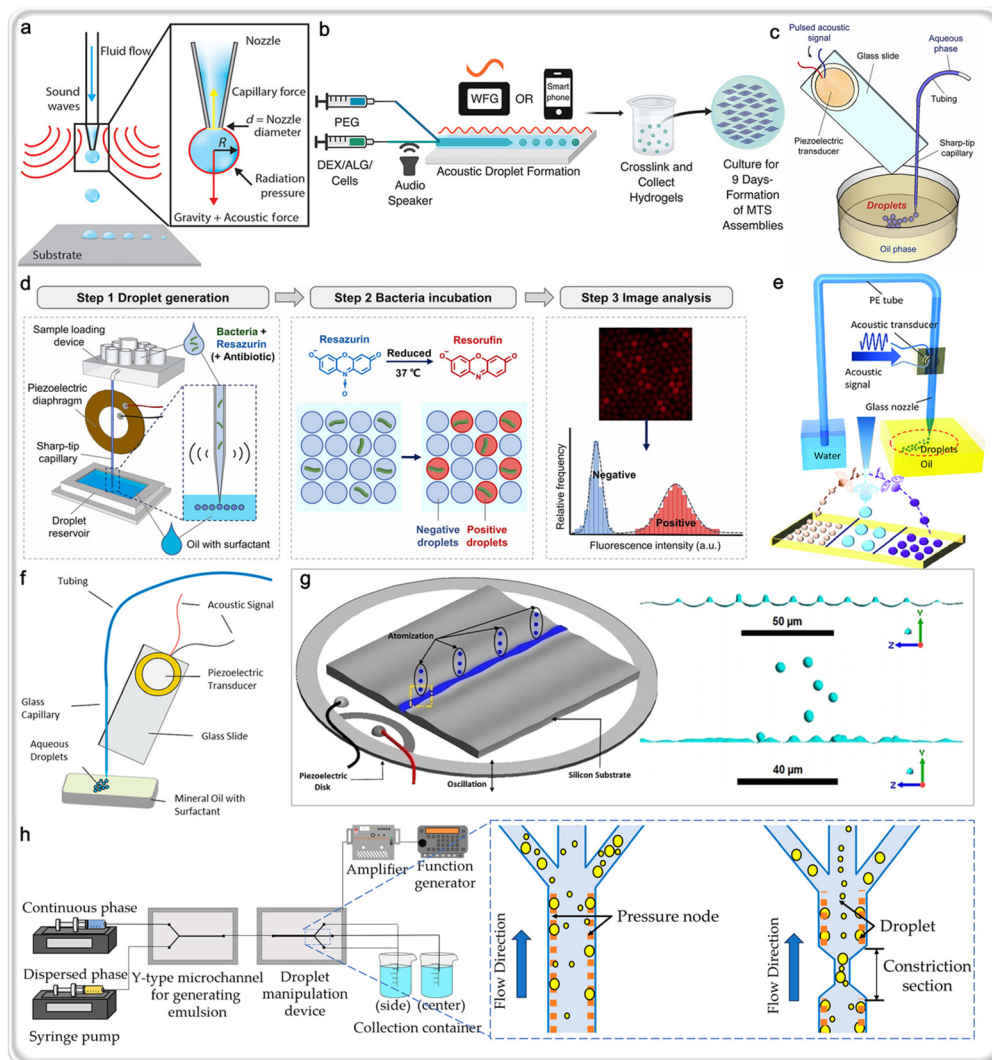 a
Fluid flow
Sound
waves
Nozzle
Capillary force
d = Nozzle
diameter
R
Radiation
pressure
Gravity + Acoustic force
Substrate
b
PEG
DEX/ALG/
Cells
Audio
Speaker
WFG
OR
Smart
phone
Acoustic Droplet Formation
Crosslink and
Collect
Hydrogels
Culture for
9 Days-
Formation
of MTS
Assemblies
c
Pulsed acoustic
signal
Glass slide
Aqueous
phase
Tubing
Piezoelectric
transducer
Sharp-tip
capillary
Droplets
Oil phase
d
Step 1 Droplet generation
Step 2 Bacteria incubation
Step 3 Image analysis
Sample loading
device
Bacteria +
Resazurin
(+ Antibiotic)
Piezoelectric
diaphragm
Sharp-tip
capillary
Droplet
reservoir
Oil with surfactant
Resazurin
Reduced
37 ℃
Resorufin
Negative
droplets
Positive
droplets
Relative frequency
Negative
Positive
Fluorescence intensity (a.u.)
e
PE tube
Acoustic transducer
Acoustic
signal
Glass nozzle
Water
Droplets
Oil
f
Tubing
Acoustic Signal
Piezoelectric
Transducer
Glass
Capillary
Glass Slide
Aqueous
Droplets
Mineral Oil with
Surfactant
g
Atomization
Piezoelectric
Disk
Oscillation
Silicon Substrate
50 μm
Y
Z
40 μm
Y
Z
h
Continuous phase
Dispersed phase
Syringe pump
Y-type microchannel
for generating
emulsion
Droplet
manipulation
device
Amplifier
Function
generator
(side)
(center)
Collection container
Flow Direction
Pressure node
Flow Direction
Droplet
Constriction
section